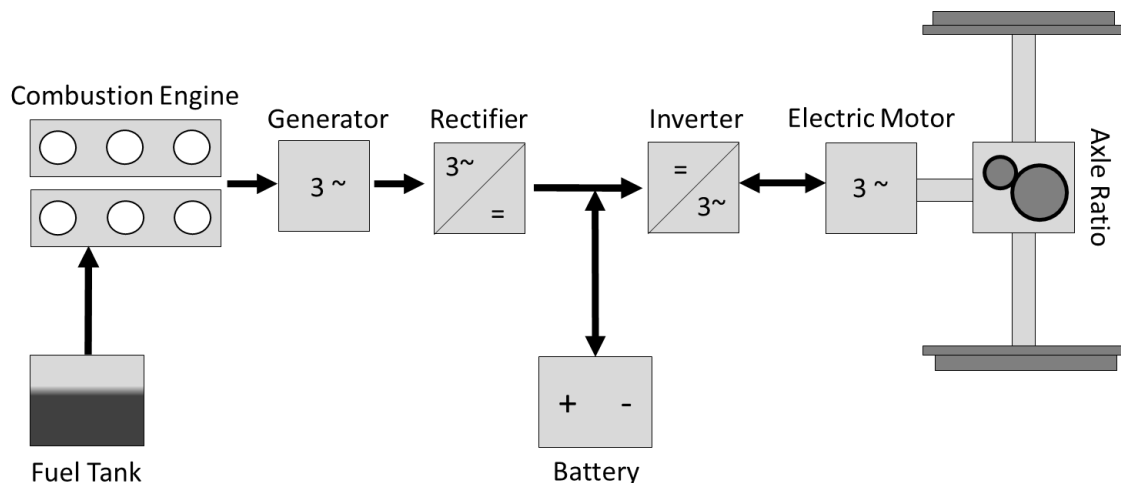 Combustion Engine
Generator
Rectifier
Inverter
Electric Motor
Axle Ratio
3 ~
3~
=
=
3~
3 ~
+ -
Fuel Tank
Battery